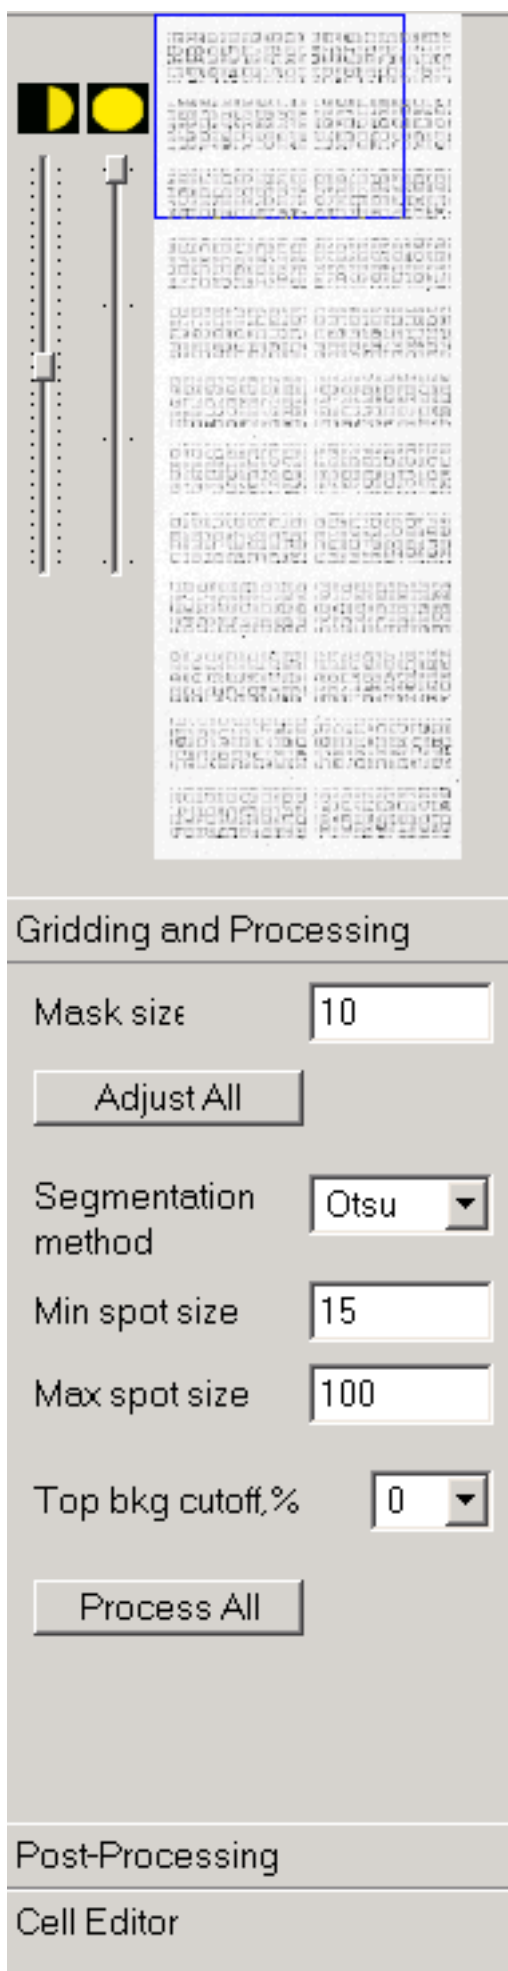 Gridding and Processing
Mask size
10
Adjust All
Segmentation
method
Otsu
Min spot size
15
Max spot size
100
Top bkg cutoff,%
0
Process All
Post-Processing
Cell Editor